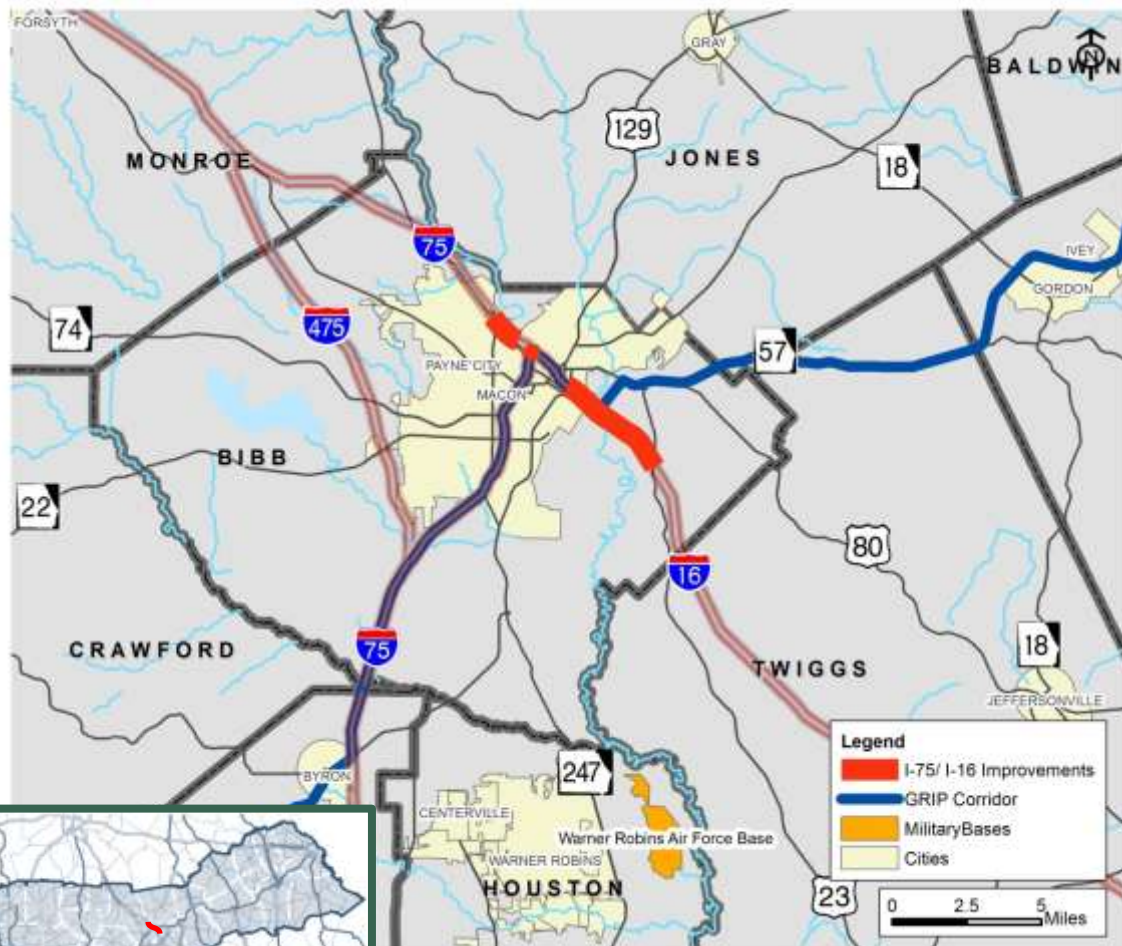 FORSYTH
GRAY
N
BALDWIN
129
MONROE
JONES
18
75
IVEY
GORDON
74
475
57
PAYNE CITY
MACON
BIBB
22
80
16
CRAWFORD
75
18
TWIGGS
JEFFERSONVILLE
BYRON
247
CENTERVILLE
Warner Robins Air Force Base
WARNER ROBINS
HOUSTON
23
Legend
I-75/ I-16 Improvements
GRIP Corridor
MilitaryBases
Cities
0 2.5 5
Miles